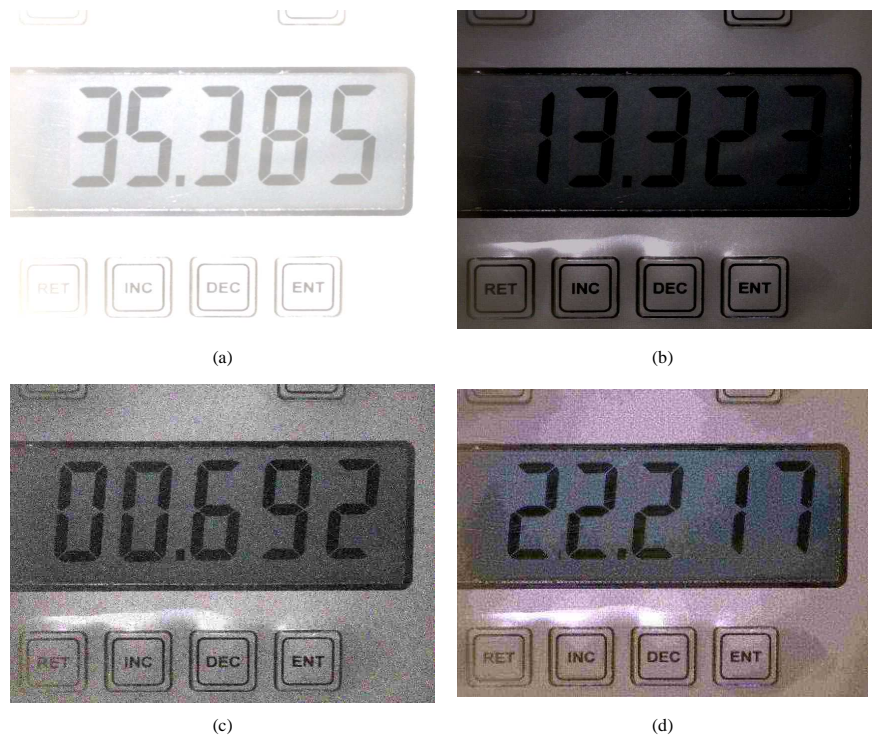 35.385
13.323
RET INC DEC ENT
RET INC DEC ENT
(a)
(b)
00.692
22.217
RET INC DEC ENT
RET INC DEC ENT
(c)
(d)